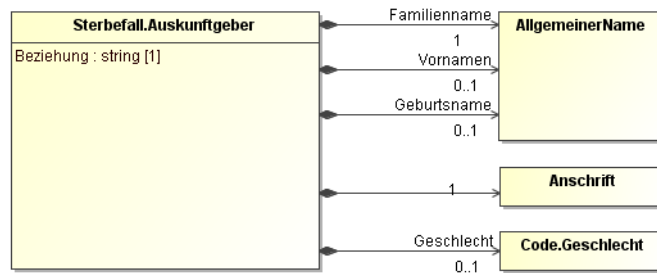 Sterbefall.Auskunftgeber
Beziehung : string [1]
Familienname
1
Vornamen
0..1
Geburtsname
0..1
AllgemeinerName
1
Anschrift
Geschlecht
0..1
Code.Geschlecht